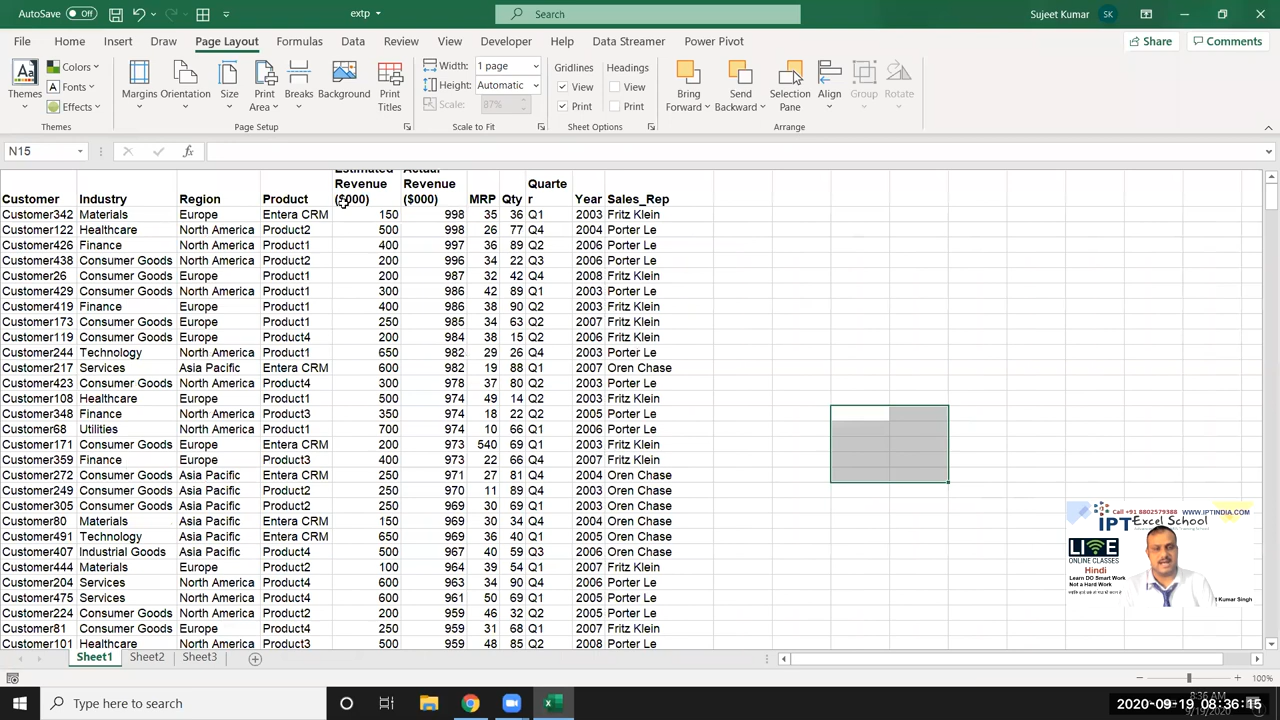 AutoSave Off extp Search Sujeet Kumar SK
File Home Insert Draw Page Layout Formulas Data Review View Developer Help Data Streamer Power Pivot Share Comments
Themes Colors Fonts Effects Margins Orientation Size Print Area Breaks Background Print Titles Width: 1 page Height: Automatic Scale: 87% Gridlines View Print Headings View Print Bring Forward Send Backward Selection Pane Align Group Rotate
Themes Page Setup Scale to Fit Sheet Options Arrange
N15 fx
Customer Industry Region Product Estimated Revenue ($000) Actual Revenue ($000) MRP Qty Quarter Year Sales_Rep
Customer342 Materials Europe Entera CRM 150 998 35 36 Q1 2003 Fritz Klein
Customer122 Healthcare North America Product2 500 998 26 77 Q4 2004 Porter Le
Customer426 Finance North America Product1 400 997 36 89 Q2 2006 Porter Le
Customer438 Consumer Goods North America Product2 200 996 34 22 Q3 2006 Porter Le
Customer26 Consumer Goods Europe Product1 200 987 32 42 Q4 2008 Fritz Klein
Customer429 Consumer Goods North America Product1 300 986 42 89 Q1 2003 Porter Le
Customer419 Finance Europe Product1 400 986 38 90 Q2 2003 Fritz Klein
Customer173 Consumer Goods Europe Product1 250 985 34 63 Q2 2007 Fritz Klein
Customer119 Consumer Goods Europe Product4 200 984 38 15 Q2 2006 Fritz Klein
Customer244 Technology North America Product1 650 982 29 26 Q4 2003 Porter Le
Customer217 Services Asia Pacific Entera CRM 600 982 19 88 Q1 2007 Oren Chase
Customer423 Consumer Goods North America Product4 300 978 37 80 Q2 2003 Porter Le
Customer108 Healthcare Europe Product1 500 974 49 14 Q2 2003 Fritz Klein
Customer348 Finance North America Product3 350 974 18 22 Q2 2005 Porter Le
Customer68 Utilities North America Product1 700 974 10 66 Q1 2006 Porter Le
Customer171 Consumer Goods Europe Entera CRM 200 973 540 69 Q1 2003 Fritz Klein
Customer359 Finance Europe Product3 400 973 22 66 Q4 2007 Fritz Klein
Customer272 Consumer Goods Asia Pacific Entera CRM 250 971 27 81 Q4 2004 Oren Chase
Customer249 Consumer Goods Asia Pacific Product2 250 970 11 89 Q4 2003 Oren Chase
Customer305 Consumer Goods Asia Pacific Product2 250 969 30 69 Q1 2003 Oren Chase
Customer80 Materials Asia Pacific Entera CRM 150 969 30 34 Q4 2004 Oren Chase
Customer491 Technology Asia Pacific Entera CRM 650 969 36 40 Q1 2005 Oren Chase
Customer407 Industrial Goods Asia Pacific Product4 500 967 40 59 Q3 2006 Oren Chase
Customer444 Materials Europe Product2 100 964 39 54 Q1 2007 Fritz Klein
Customer204 Services North America Product4 600 963 34 90 Q4 2006 Porter Le
Customer475 Services North America Product4 600 961 50 69 Q1 2005 Porter Le
Customer224 Consumer Goods North America Product2 200 959 46 32 Q2 2005 Porter Le
Customer81 Consumer Goods Europe Product4 250 959 31 68 Q1 2007 Fritz Klein
Customer101 Healthcare North America Product3 500 959 48 85 Q2 2008 Porter Le
Call +91 8802579388 WWW.IPTINDIA.COM
IPT Excel School
LIVE
ONLINE CLASSES
Hindi
Learn DO Smart Work
Not a Hard Work
t Kumar Singh
Sheet1 Sheet2 Sheet3
100%
Type here to search
8:36 AM
9/19/2020
2020-09-19 08:36:15